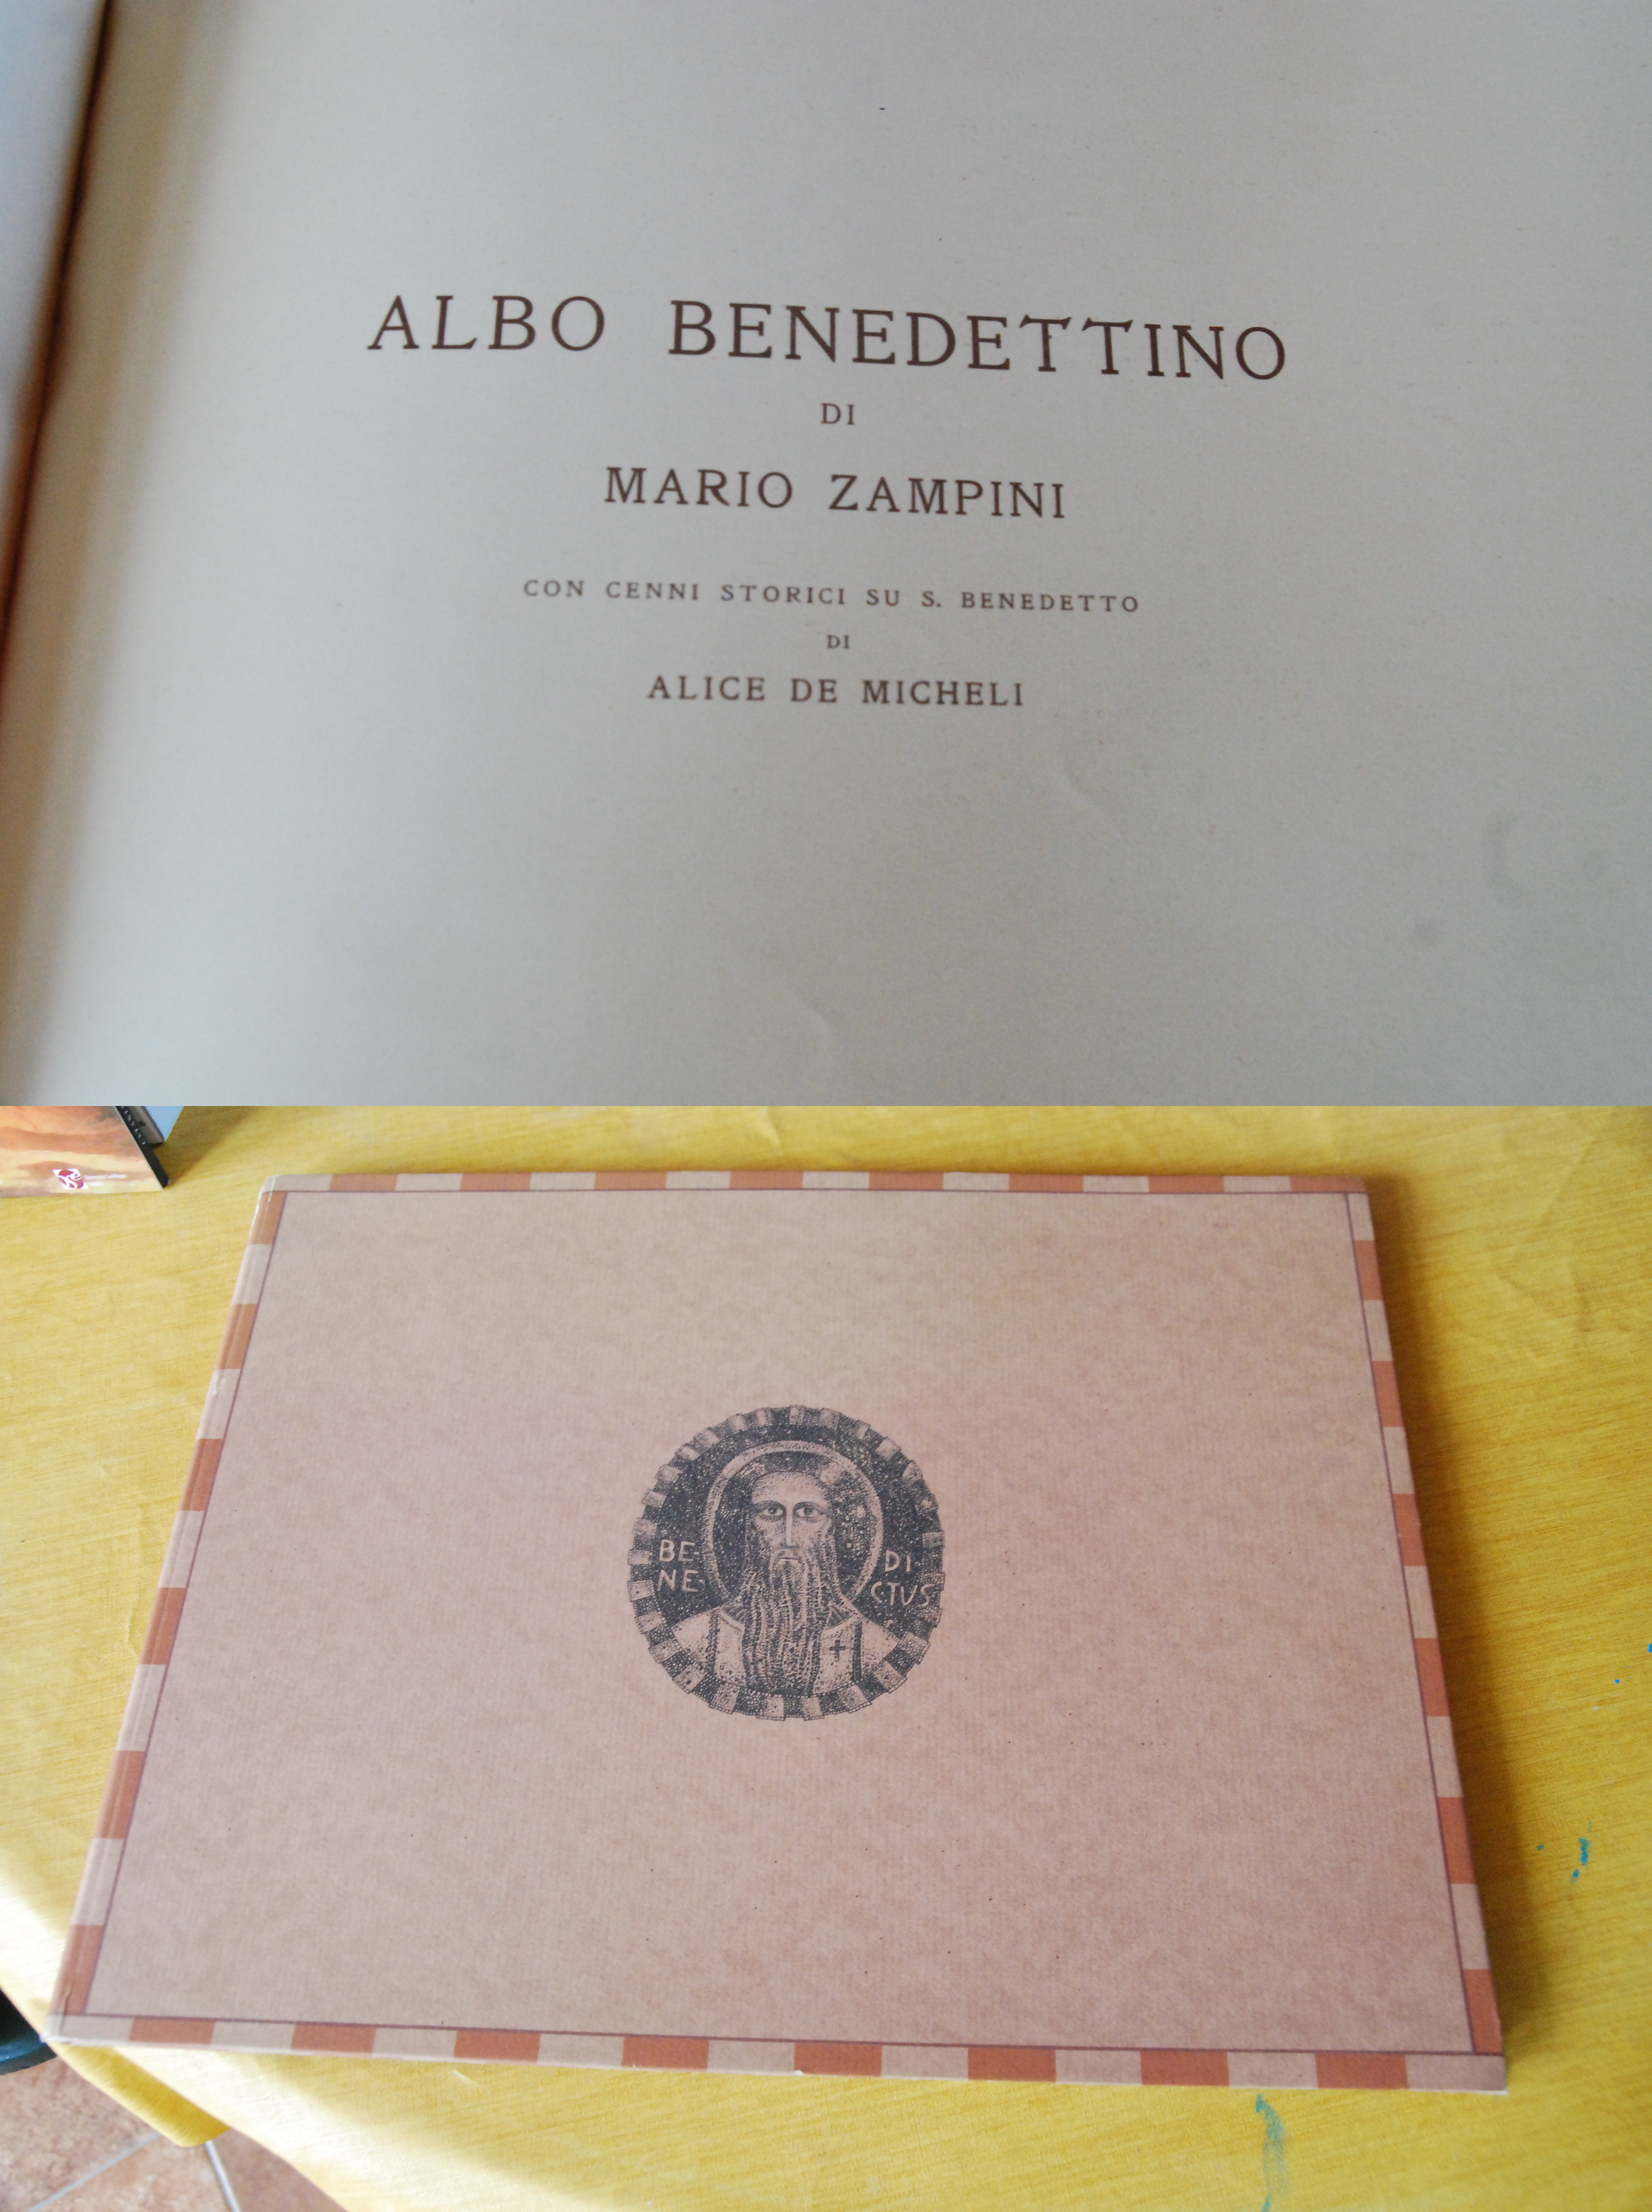 ALBO BENEDETTINO
DI
MARIO ZAMPINI
CON CENNI STORICI SU S. BENEDETTO
DI
ALICE DE MICHELI
BE- DI-
NE- CTVS